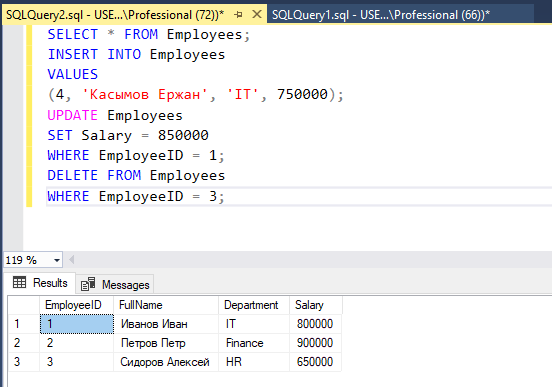 SQLQuery2.sql - USE...\Professional (72))* SQLQuery1.sql - USE...\Professional (66))*
SELECT * FROM Employees;
INSERT INTO Employees
VALUES
(4, 'Касымов Ержан', 'IT', 750000);
UPDATE Employees
SET Salary = 850000
WHERE EmployeeID = 1;
DELETE FROM Employees
WHERE EmployeeID = 3;
119 %
Results Messages
EmployeeID FullName Department Salary
1 1 Иванов Иван IT 800000
2 2 Петров Петр Finance 900000
3 3 Сидоров Алексей HR 650000